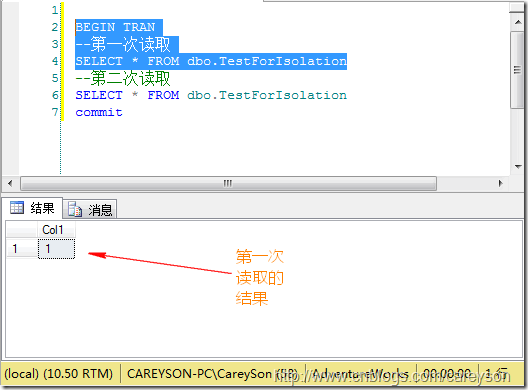 1
2 BEGIN TRAN
3 --第一次读取
4 SELECT * FROM dbo.TestForIsolation
5 --第二次读取
6 SELECT * FROM dbo.TestForIsolation
7 commit
结果 消息
Col1
1 1
第一次
读取的
结果
(local) (10.50 RTM) CAREYSON-PC\CareySon (58) AdventureWorks 00:00:00 1 行
http://www.cnblogs.com/careyson